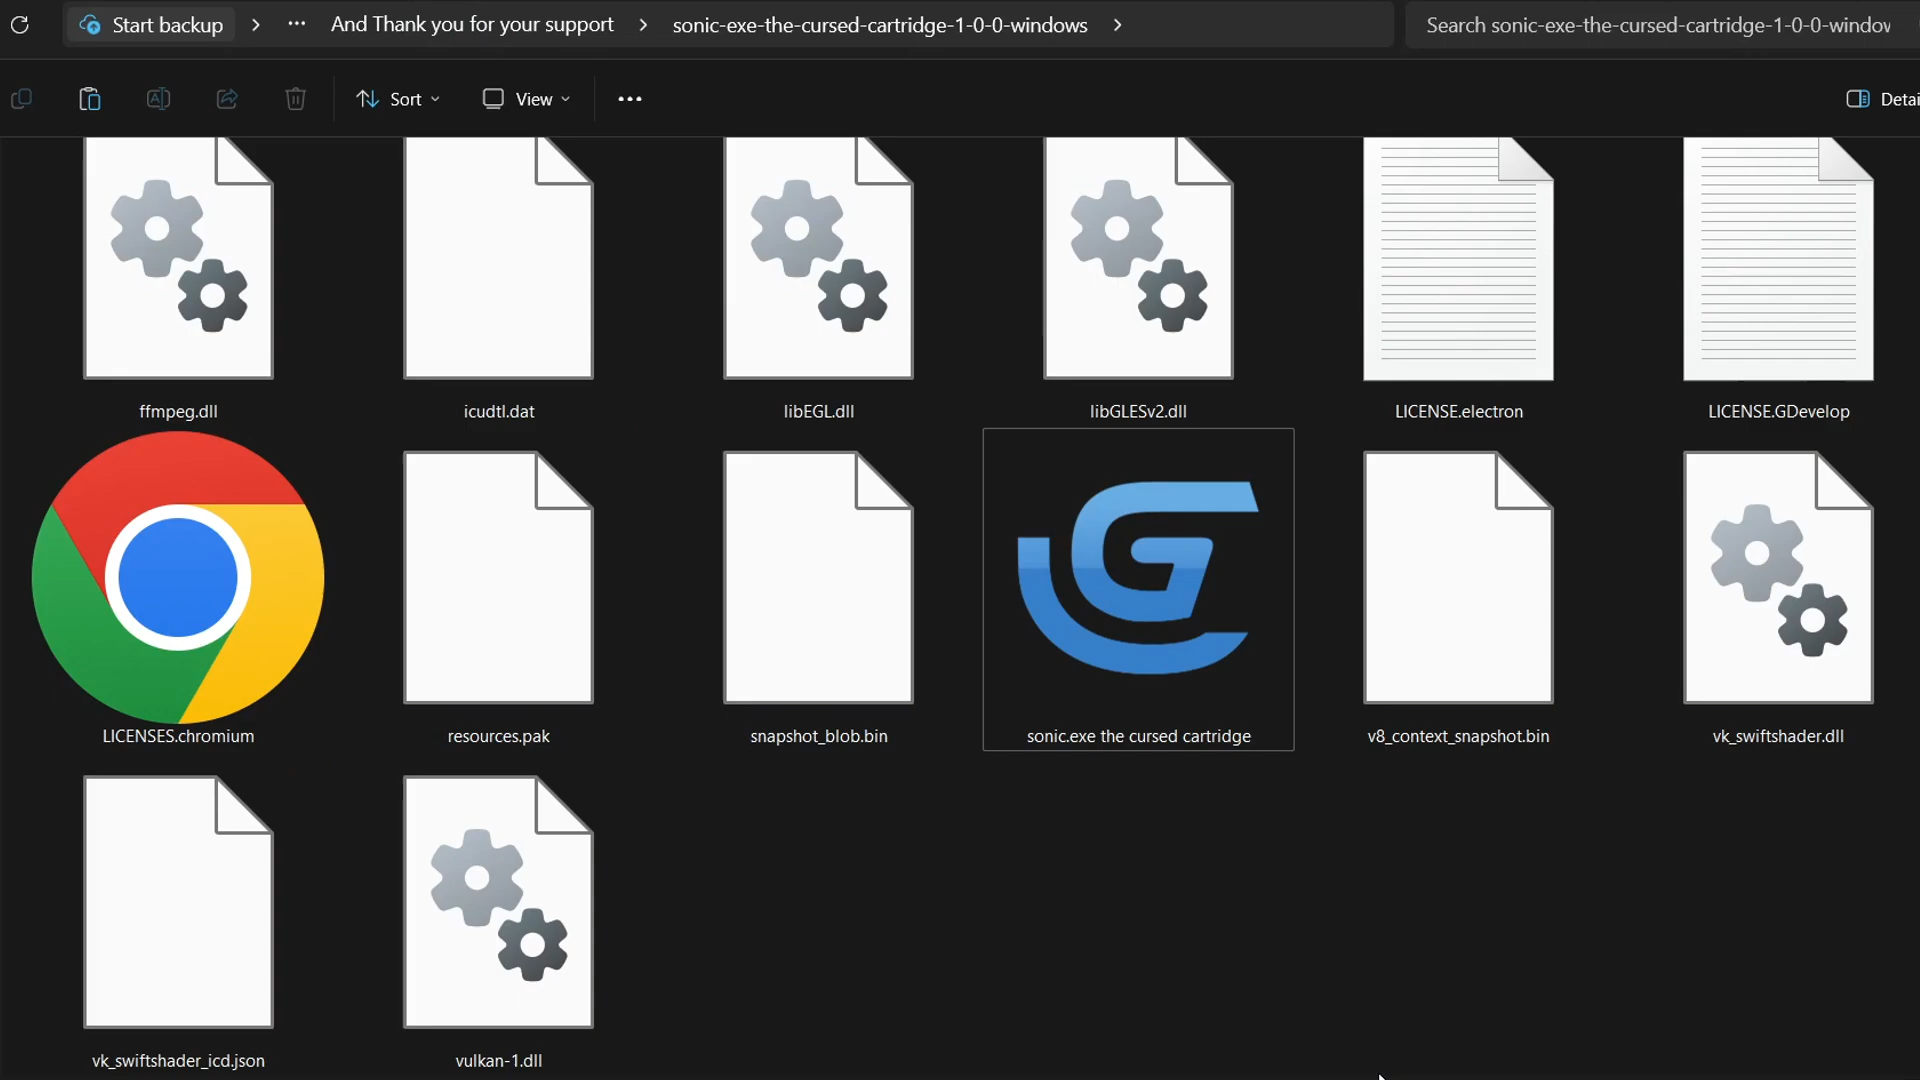 Start backup > ... And Thank you for your support > sonic-exe-the-cursed-cartridge-1-0-0-windows >
Search sonic-exe-the-cursed-cartridge-1-0-0-window
Sort View ... Detai
ffmpeg.dll icudtl.dat libEGL.dll libGLESv2.dll LICENSE.electron LICENSE.GDevelop
LICENSES.chromium resources.pak snapshot_blob.bin sonic.exe the cursed cartridge v8_context_snapshot.bin vk_swiftshader.dll
vk_swiftshader_icd.json vulkan-1.dll